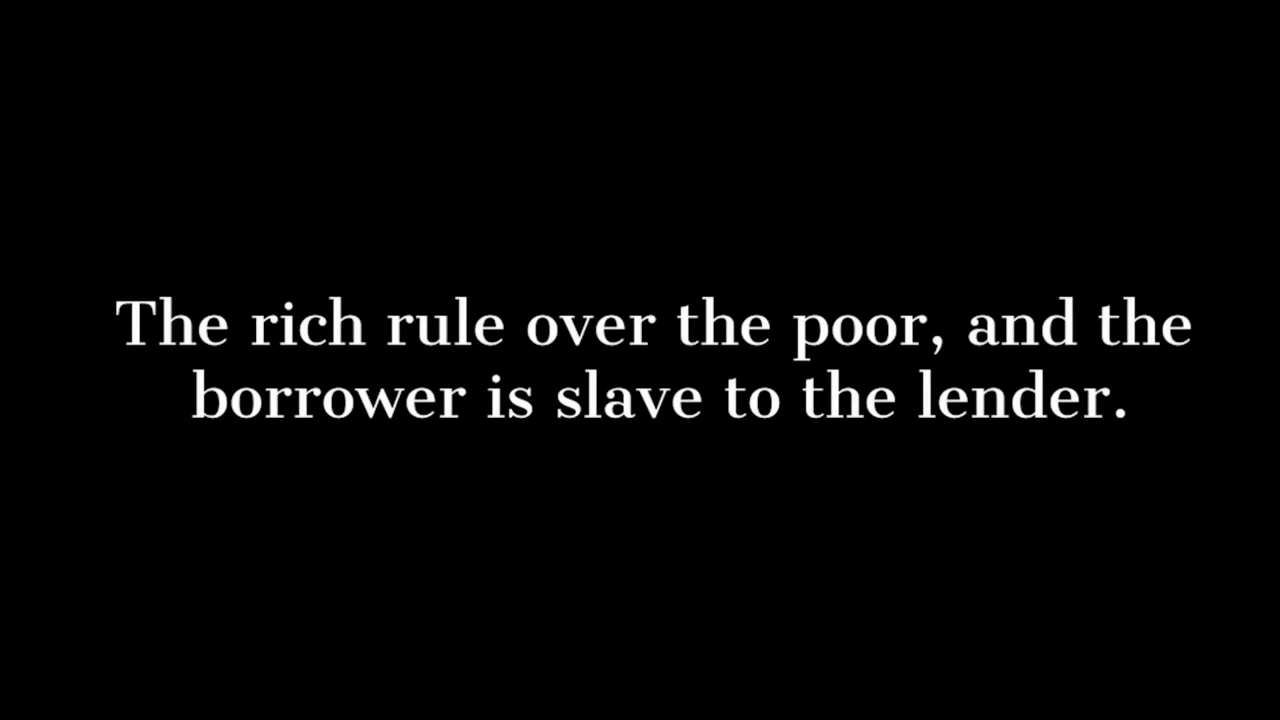 The rich rule over the poor, and the
borrower is slave to the lender.